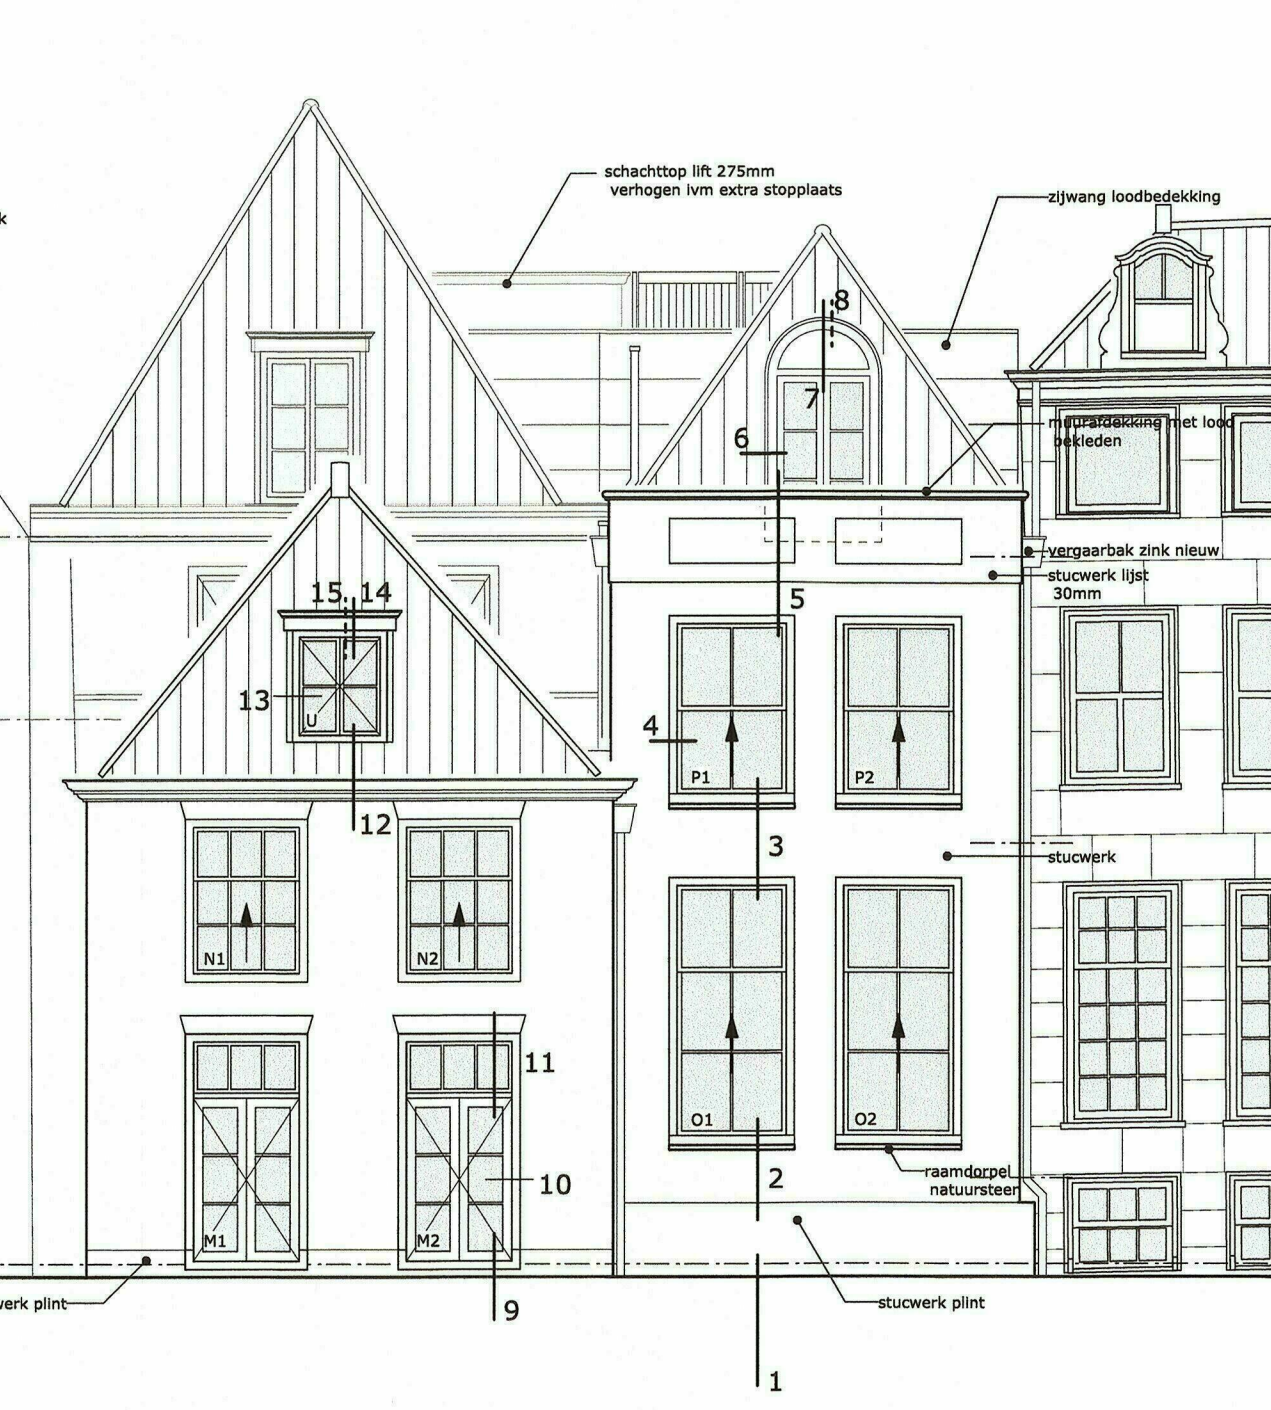 schachttop lift 275mm
verhogen ivm extra stopplaats
zijwang loodbedekking
k
8
7
6
muurafdekking met lood
bekleden
vergaarbak zink nieuw
stucwerk lijst
30mm
15
14
5
13
U
4
P1
P2
12
3
stucwerk
N1
N2
11
O1
O2
raamdorpel
natuursteen
2
10
M1
M2
werk plint
9
stucwerk plint
1